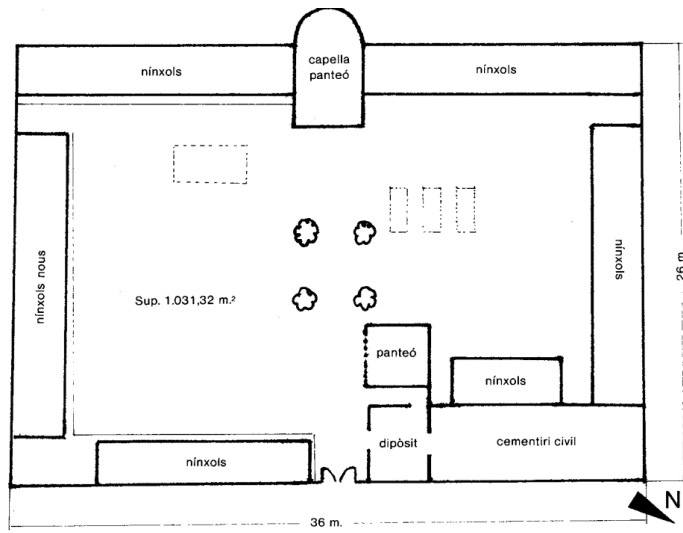 capella
panteó
nínxols
nínxols
nínxols nous
nínxols
26 m.
Sup. 1.031,32 m.²
panteó
nínxols
dipòsit
cementiri civil
nínxols
N
36 m.